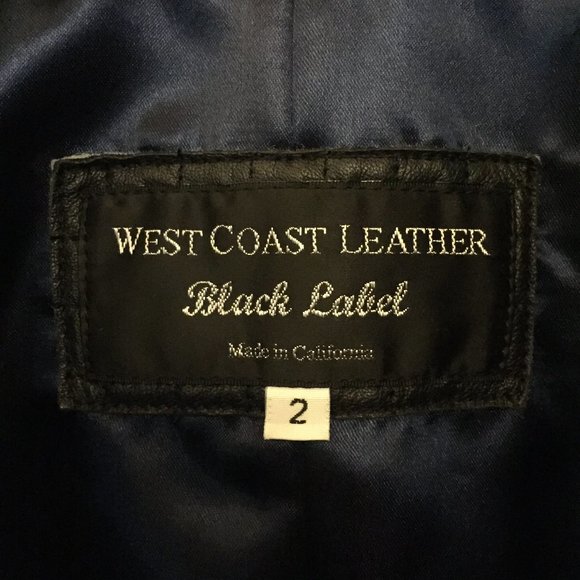 WEST COAST LEATHER
Black Label
Made in California
2